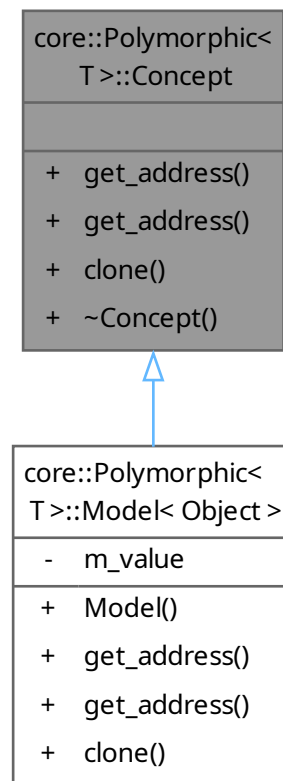 core::Polymorphic<
T >::Concept
+ get_address()
+ get_address()
+ clone()
+ ~Concept()
core::Polymorphic<
T >::Model< Object >
- m_value
+ Model()
+ get_address()
+ get_address()
+ clone()